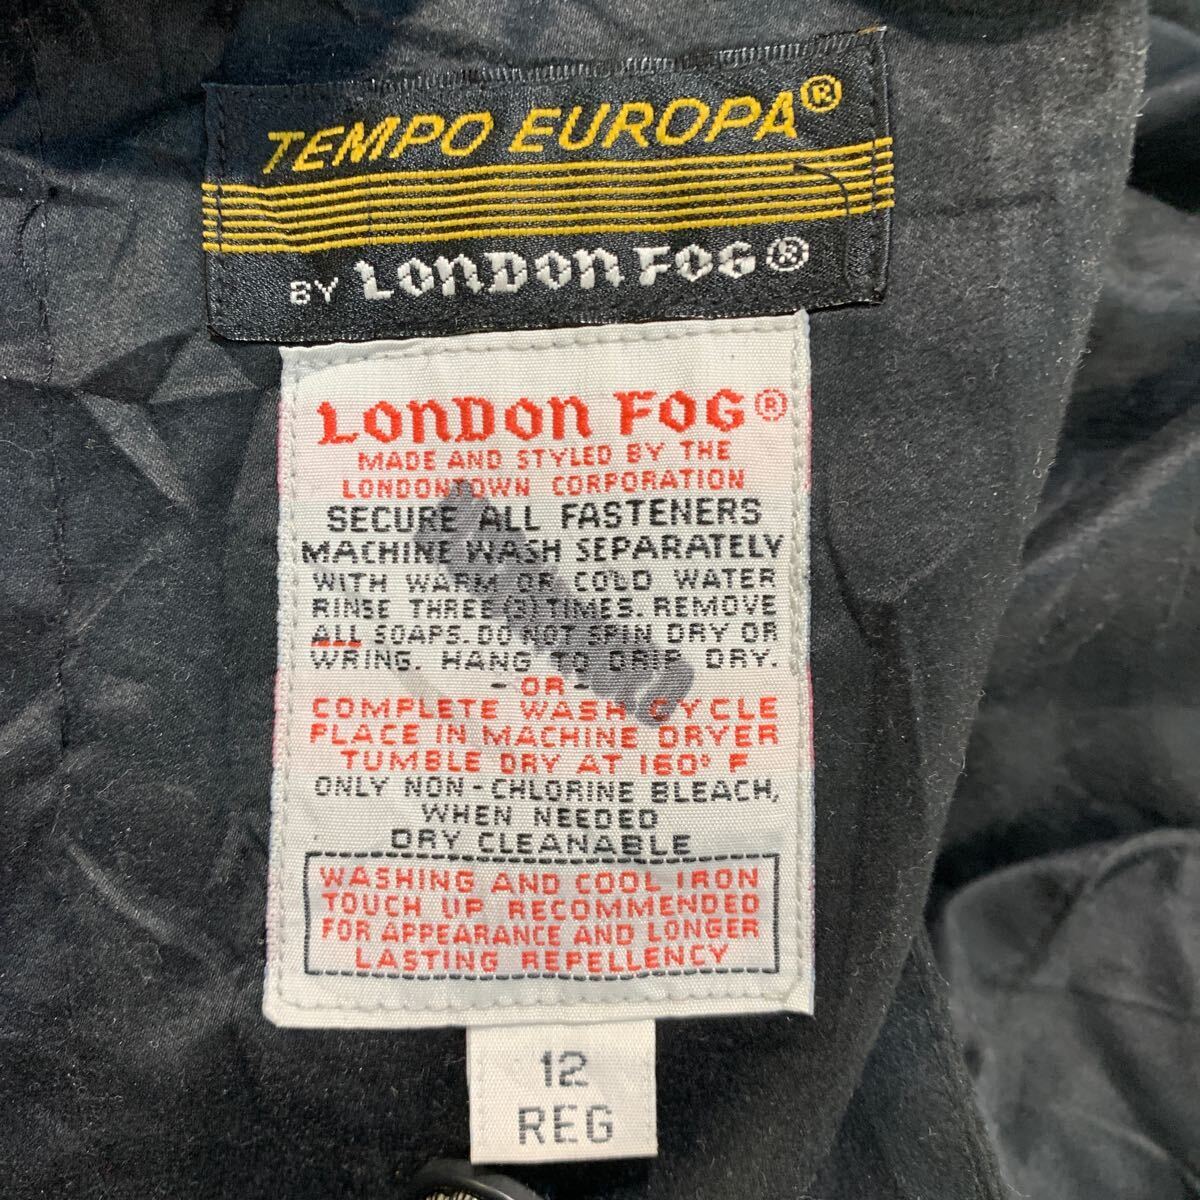 TEMPO EUROPA®
BY LONDON FOG®
LONDON FOG®
MADE AND STYLED BY THE
LONDONTOWN CORPORATION
SECURE ALL FASTENERS
MACHINE WASH SEPARATELY
WITH WARM OR COLD WATER
RINSE THREE (3) TIMES. REMOVE
ALL SOAPS. DO NOT SPIN DRY OR
WRING. HANG TO DRIP DRY.
- OR -
COMPLETE WASH CYCLE
PLACE IN MACHINE DRYER
TUMBLE DRY AT 160° F
ONLY NON-CHLORINE BLEACH,
WHEN NEEDED
DRY CLEANABLE
WASHING AND COOL IRON
TOUCH UP RECOMMENDED
FOR APPEARANCE AND LONGER
LASTING REPELLENCY
12
REG